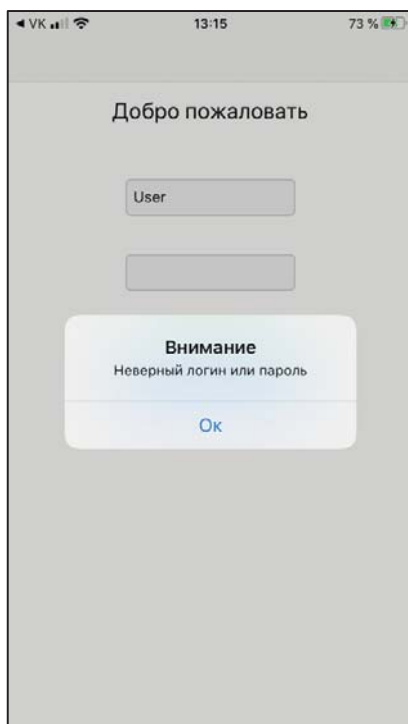 VK 13:15 73 %
Добро пожаловать
User
Внимание
Неверный логин или пароль
Ок